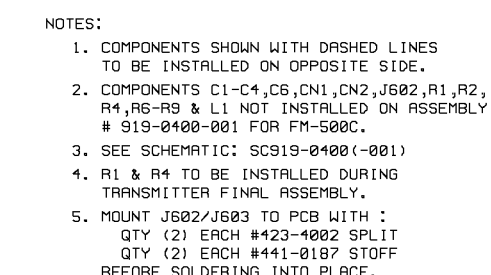 NOTES:
1. COMPONENTS SHOWN WITH DASHED LINES
TO BE INSTALLED ON OPPOSITE SIDE.
2. COMPONENTS C1-C4,C6,CN1,CN2,J602,R1,R2,
R4,R6-R9 & L1 NOT INSTALLED ON ASSEMBLY
# 919-0400-001 FOR FM-500C.
3. SEE SCHEMATIC: SC919-0400(-001)
4. R1 & R4 TO BE INSTALLED DURING
TRANSMITTER FINAL ASSEMBLY.
5. MOUNT J602/J603 TO PCB WITH :
QTY (2) EACH #423-4002 SPLIT
QTY (2) EACH #441-0187 STOFF
BEFORE SOLDERING INTO PLACE.